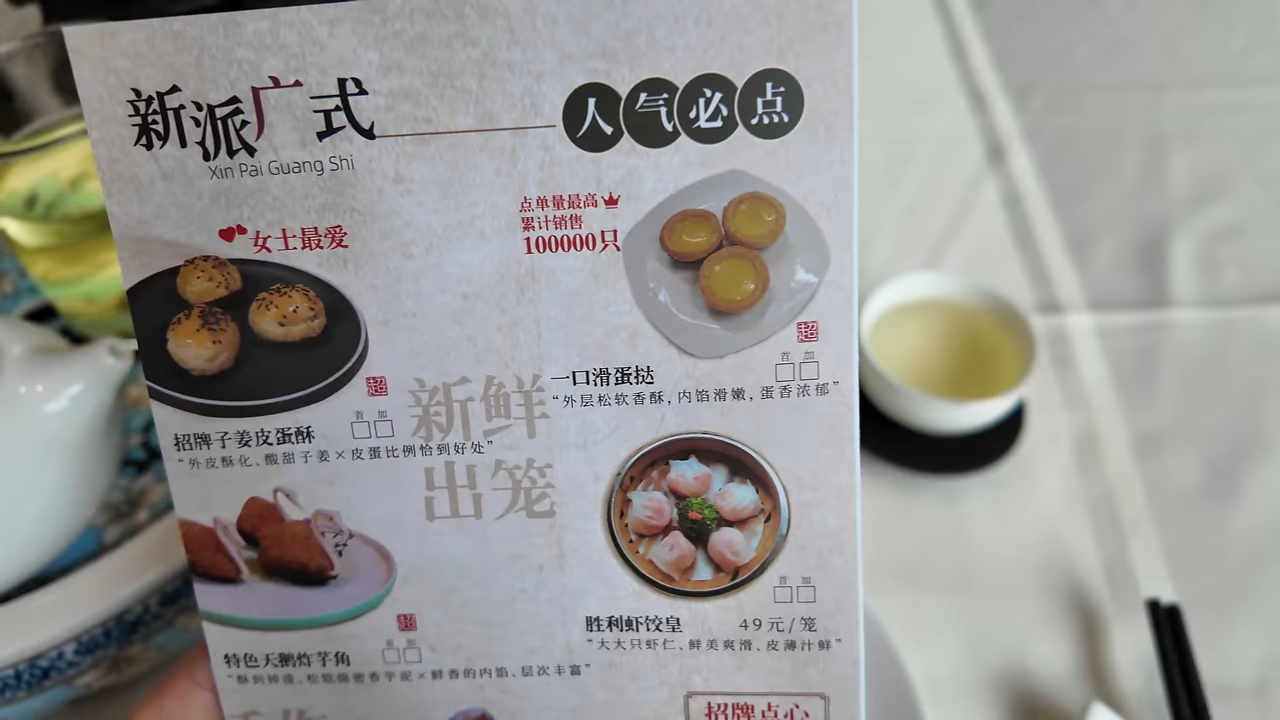 新派广式
Xin Pai Guang Shi
人气必点
女士最爱
点单量最高
累计销售
100000只
超
首 加
招牌子姜皮蛋酥
“外皮酥化、酸甜子姜×皮蛋比例恰到好处”
超
首 加
一口滑蛋挞
“外层松软香酥，内馅滑嫩，蛋香浓郁”
新鲜
出笼
超
首 加
特色天鹅炸芋角
“酥到掉渣、松软绵密香芋泥×鲜香的内馅、层次丰富”
首 加
胜利虾饺皇 49元/笼
“大大只虾仁、鲜美爽滑、皮薄汁鲜”
招牌点心